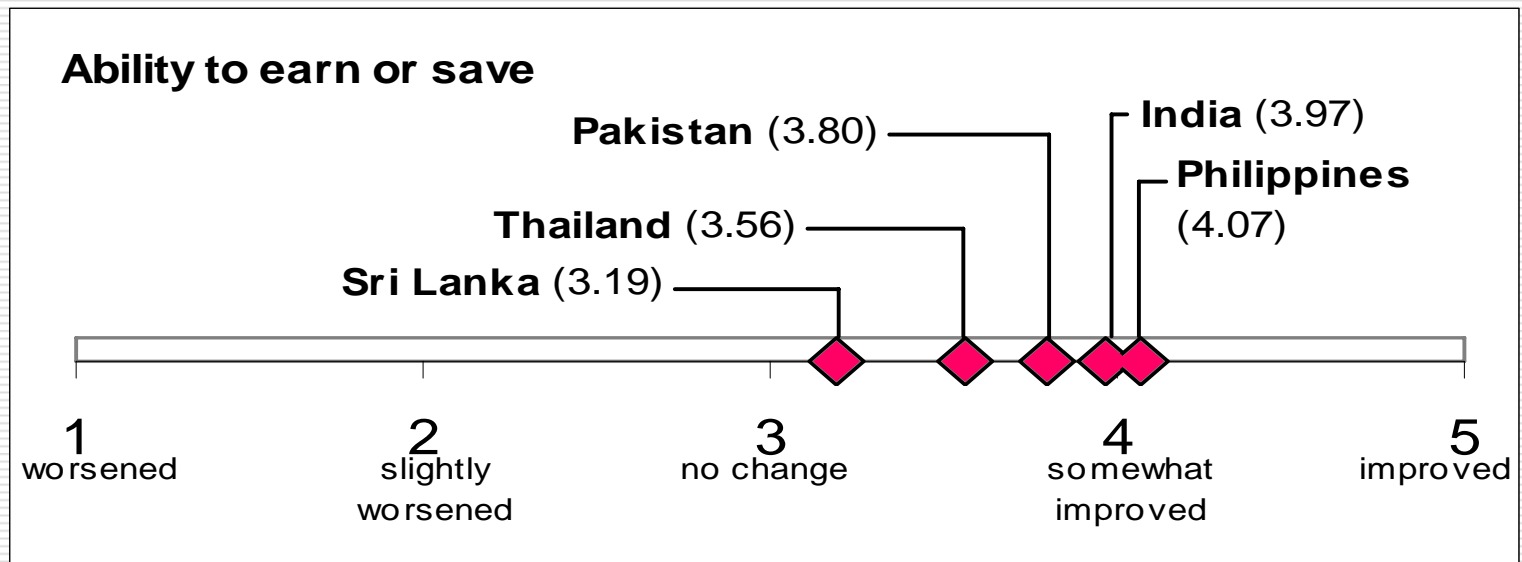 Ability to earn or save
India (3.97)
Pakistan (3.80)
Philippines
(4.07)
Thailand (3.56)
Sri Lanka (3.19)
1 2 3 4 5
worsened slightly no change somewhat improved
worsened improved